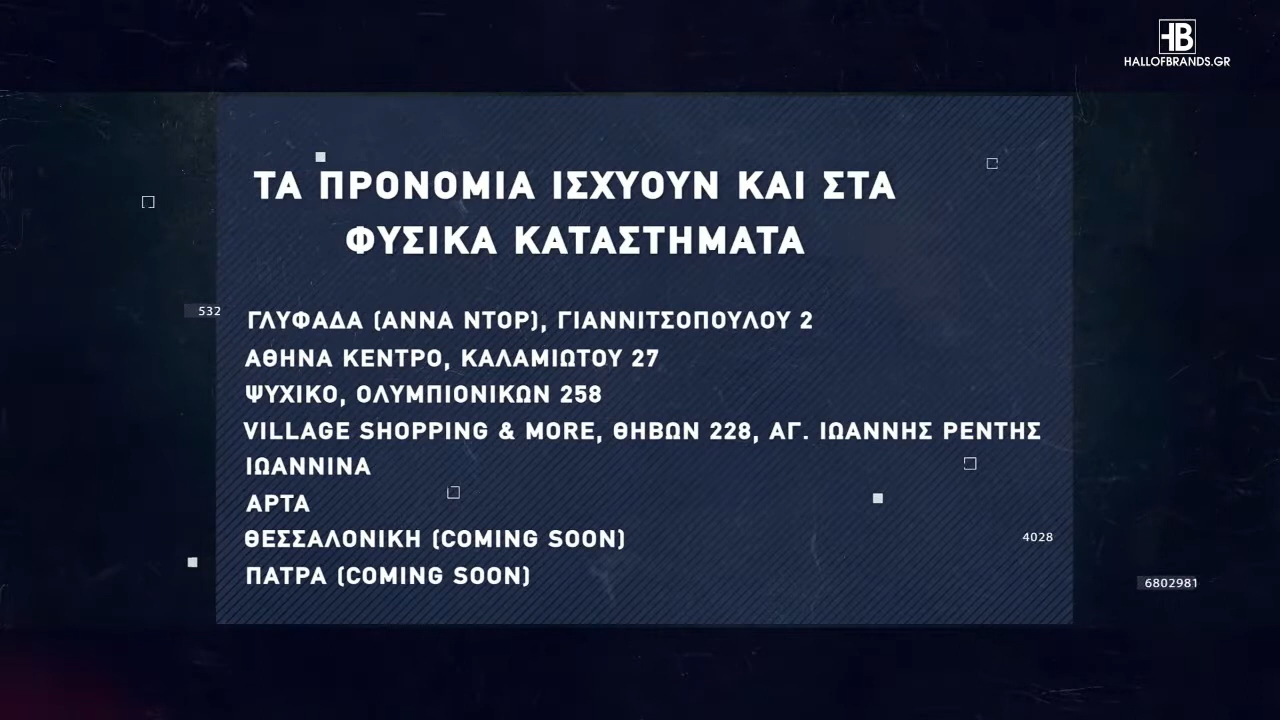 HB
HALLOFBRANDS.GR
ΤΑ ΠΡΟΝΟΜΙΑ ΙΣΧΥΟΥΝ ΚΑΙ ΣΤΑ
ΦΥΣΙΚΑ ΚΑΤΑΣΤΗΜΑΤΑ
532
ΓΛΥΦΑΔΑ (ΑΝΝΑ ΝΤΟΡ), ΓΙΑΝΝΙΤΣΟΠΟΥΛΟΥ 2
ΑΘΗΝΑ ΚΕΝΤΡΟ, ΚΑΛΑΜΙΩΤΟΥ 27
ΨΥΧΙΚΟ, ΟΛΥΜΠΙΟΝΙΚΩΝ 258
VILLAGE SHOPPING & MORE, ΘΗΒΩΝ 228, ΑΓ. ΙΩΑΝΝΗΣ ΡΕΝΤΗΣ
ΙΩΑΝΝΙΝΑ
ΑΡΤΑ
ΘΕΣΣΑΛΟΝΙΚΗ (COMING SOON)
4028
ΠΑΤΡΑ (COMING SOON)
6802981